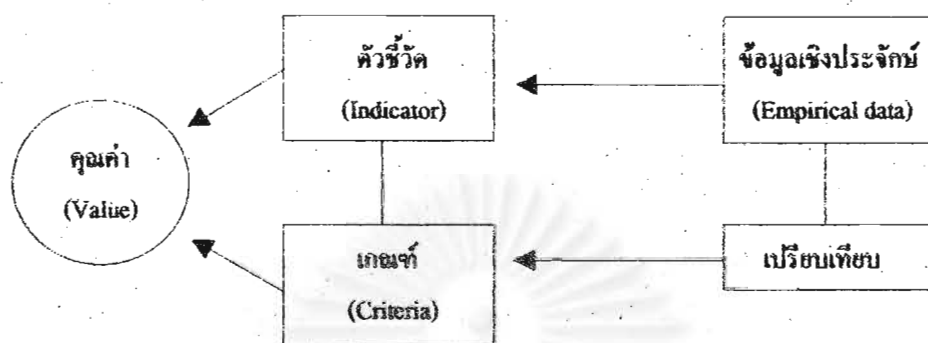 ตัวชี้วัด
(Indicator)
ข้อมูลเชิงประจักษ์
(Empirical data)
คุณค่า
(Value)
เกณฑ์
(Criteria)
เปรียบเทียบ